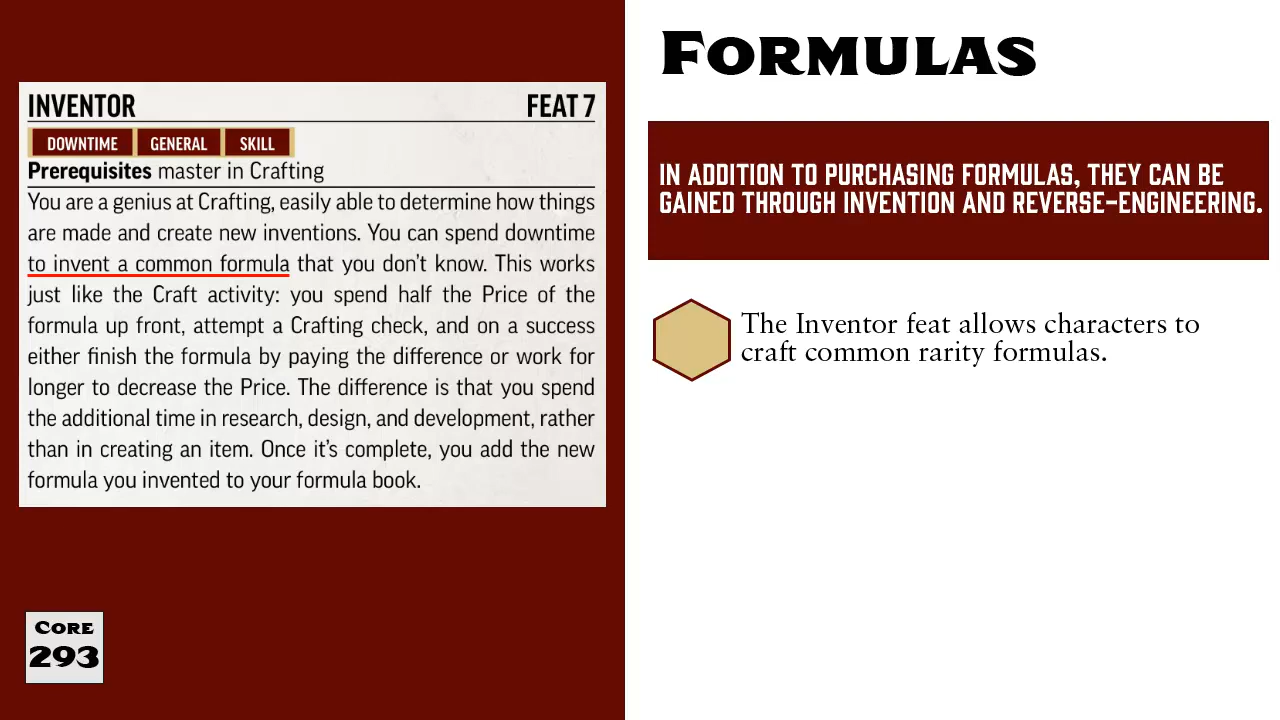 INVENTOR FEAT 7
DOWNTIME GENERAL SKILL
Prerequisites master in Crafting
You are a genius at Crafting, easily able to determine how things
are made and create new inventions. You can spend downtime
to invent a common formula that you don't know. This works
just like the Craft activity: you spend half the Price of the
formula up front, attempt a Crafting check, and on a success
either finish the formula by paying the difference or work for
longer to decrease the Price. The difference is that you spend
the additional time in research, design, and development, rather
than in creating an item. Once it's complete, you add the new
formula you invented to your formula book.
CORE
293
FORMULAS
IN ADDITION TO PURCHASING FORMULAS, THEY CAN BE
GAINED THROUGH INVENTION AND REVERSE-ENGINEERING.
The Inventor feat allows characters to
craft common rarity formulas.